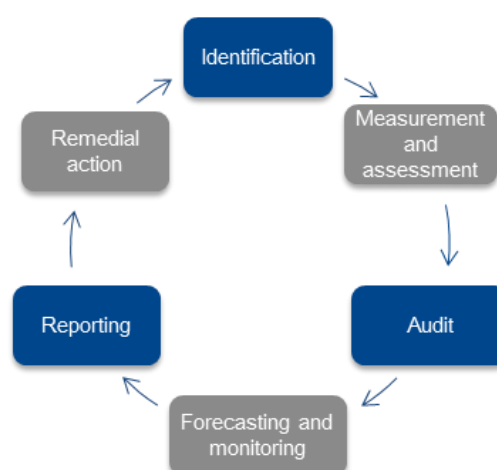 Identification
Measurement
and
assessment
Audit
Forecasting and
monitoring
Reporting
Remedial
action